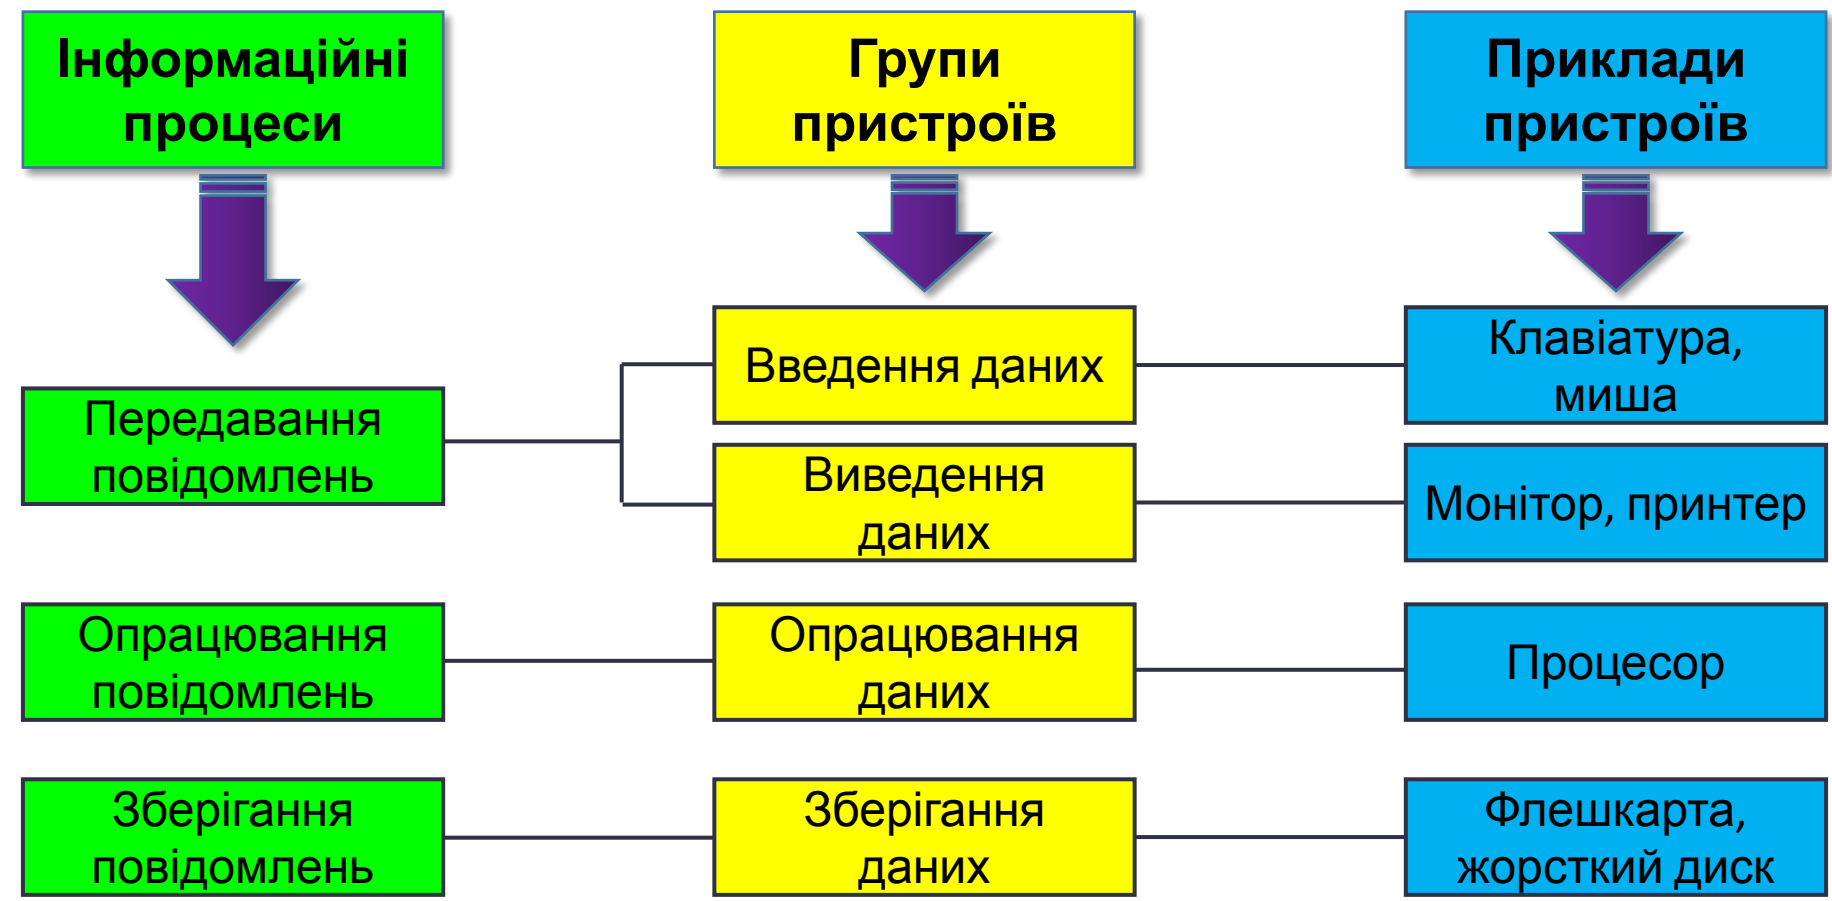 Інформаційні
процеси
Групи
пристроїв
Приклади
пристроїв
Передавання
повідомлень
Введення даних
Клавіатура,
миша
Виведення
даних
Монітор, принтер
Опрацювання
повідомлень
Опрацювання
даних
Процесор
Зберігання
повідомлень
Зберігання
даних
Флешкарта,
жорсткий диск